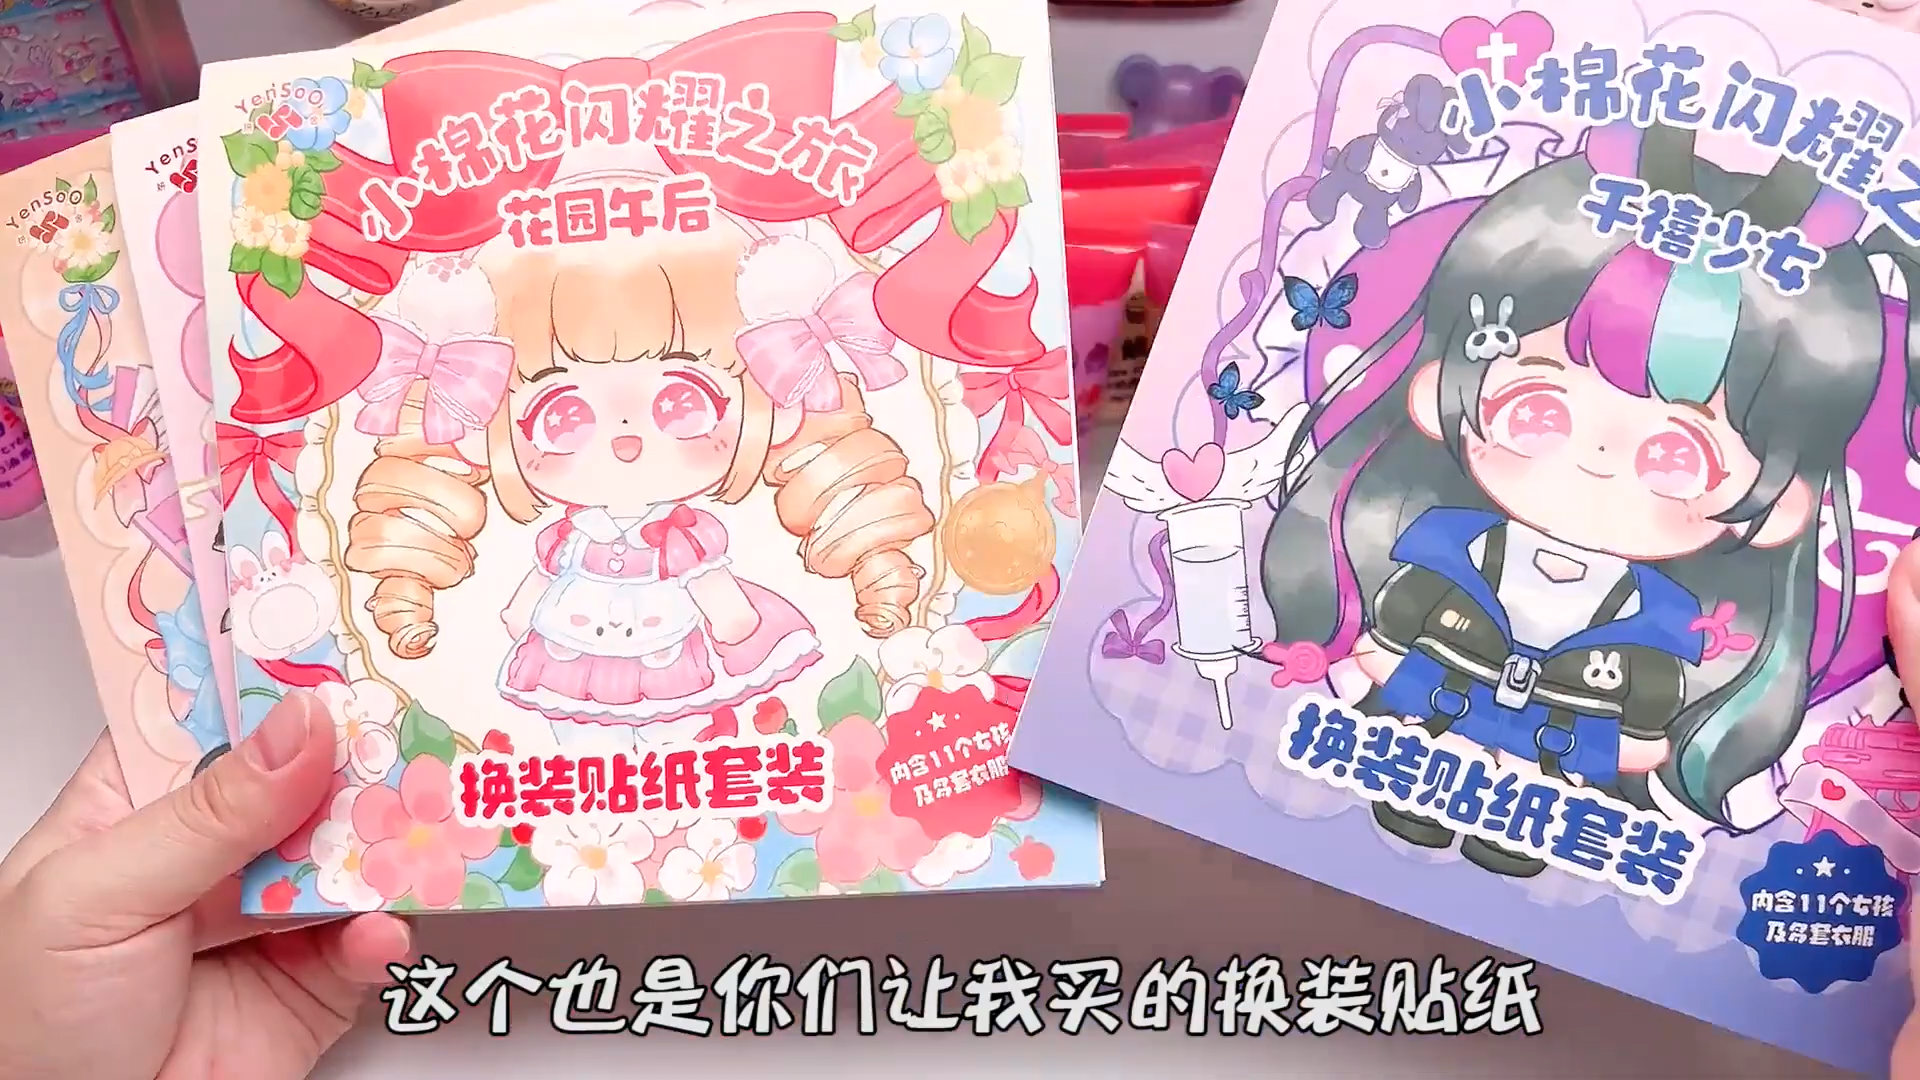 YenSoO
YenS
YenSoO
小棉花闪耀之旅
花园午后
换装贴纸套装
内含11个女孩
及多套衣服
小棉花闪耀之
千禧少女
换装贴纸套装
内含11个女孩
及多套衣服
这个也是你们让我买的换装贴纸